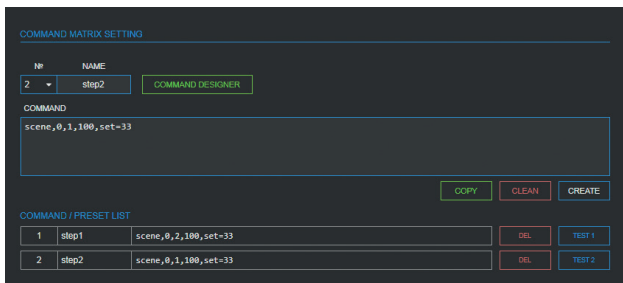 COMMAND MATRIX SETTING
№ NAME
2 step2 COMMAND DESIGNER
COMMAND
scene,0,1,100,set=33
COPY CLEAN CREATE
COMMAND / PRESET LIST
1 step1 scene,0,2,100,set=33 DEL TEST 1
2 step2 scene,0,1,100,set=33 DEL TEST 2